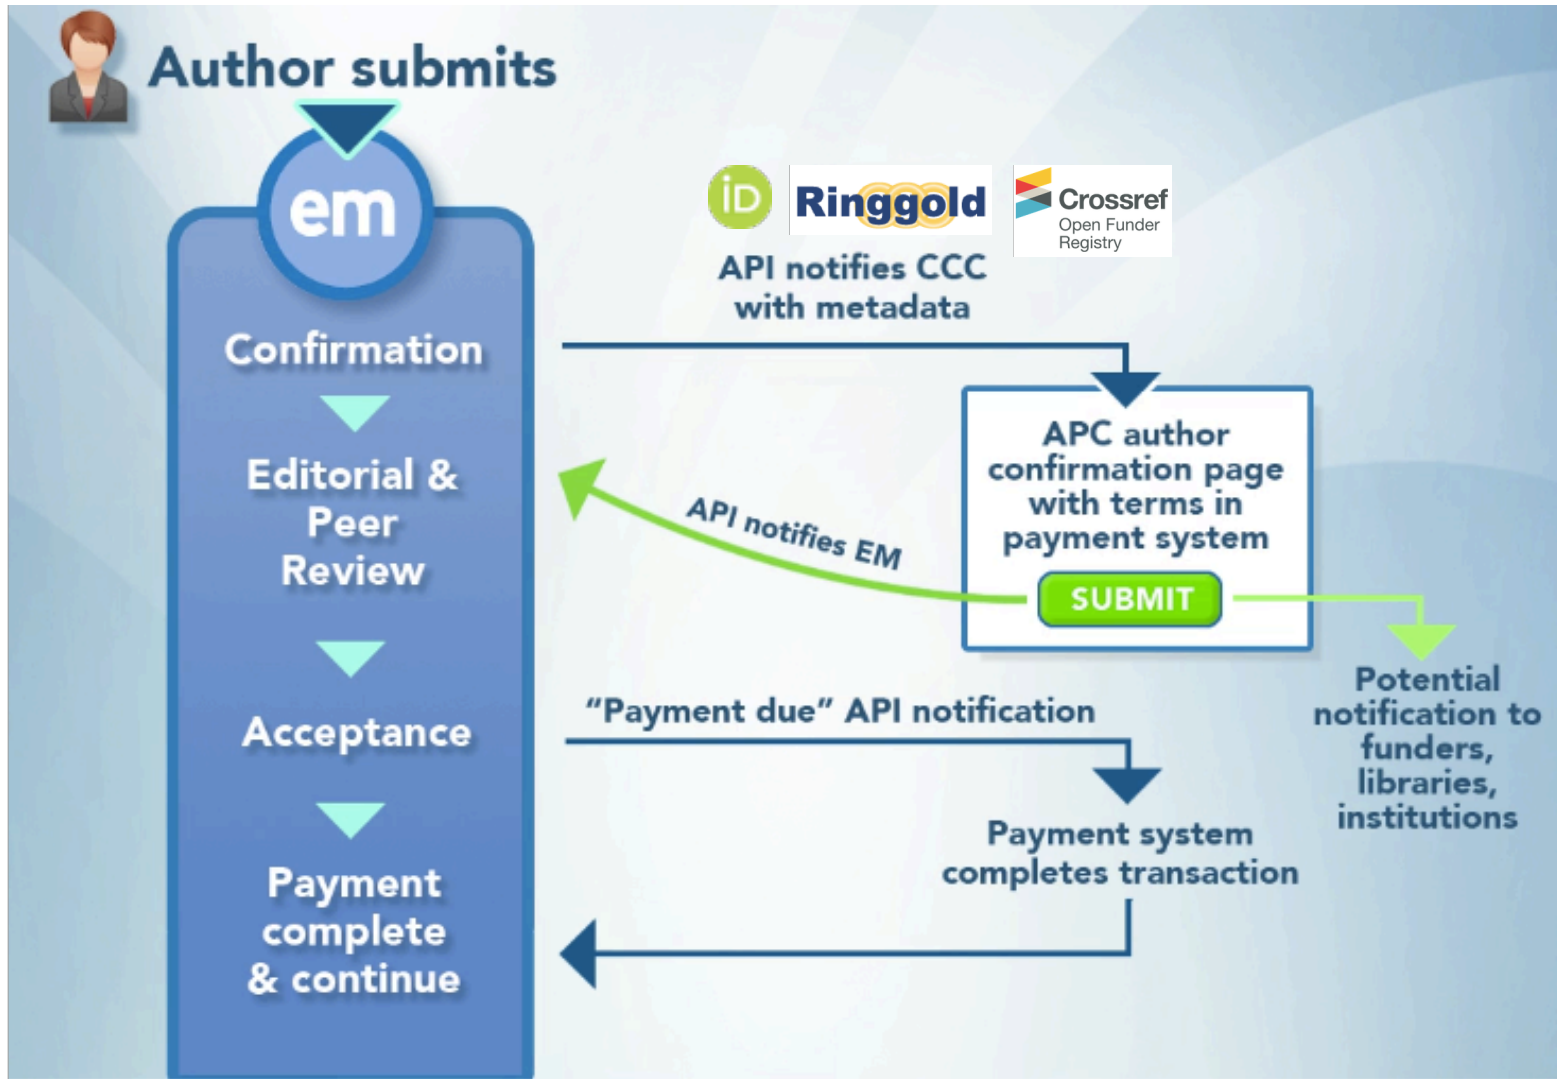 Author submits
em
iD
Ringgold
Crossref
Open Funder
Registry
API notifies CCC
with metadata
Confirmation
APC author
confirmation page
with terms in
payment system
SUBMIT
Editorial &
Peer
Review
API notifies EM
Potential
notification to
funders,
libraries,
institutions
Acceptance
“Payment due” API notification
Payment system
completes transaction
Payment
complete
& continue